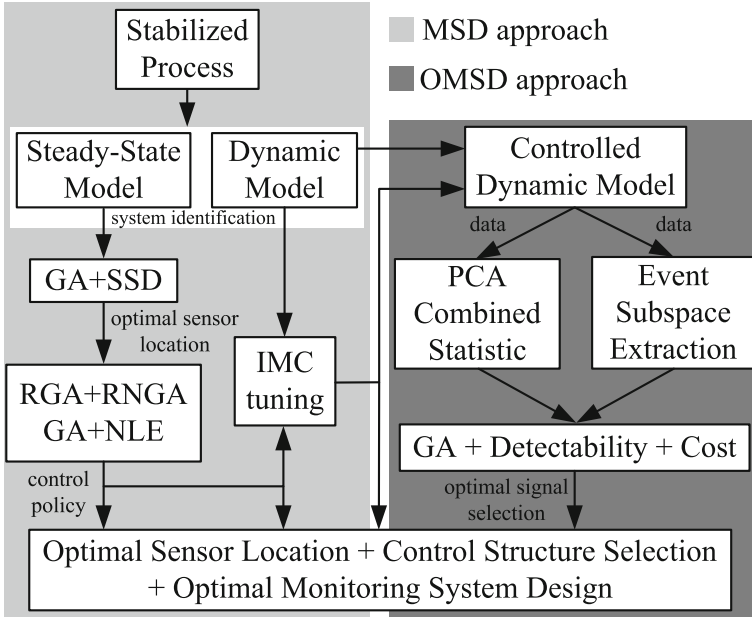 Stabilized
Process
MSD approach
OMSD approach
Steady-State
Model
Dynamic
Model
system identification
Controlled
Dynamic Model
data
data
GA+SSD
optimal sensor
location
PCA
Combined
Statistic
Event
Subspace
Extraction
IMC
tuning
RGA+RNGA
GA+NLE
GA + Detectability + Cost
control
policy
optimal signal
selection
Optimal Sensor Location + Control Structure Selection
+ Optimal Monitoring System Design